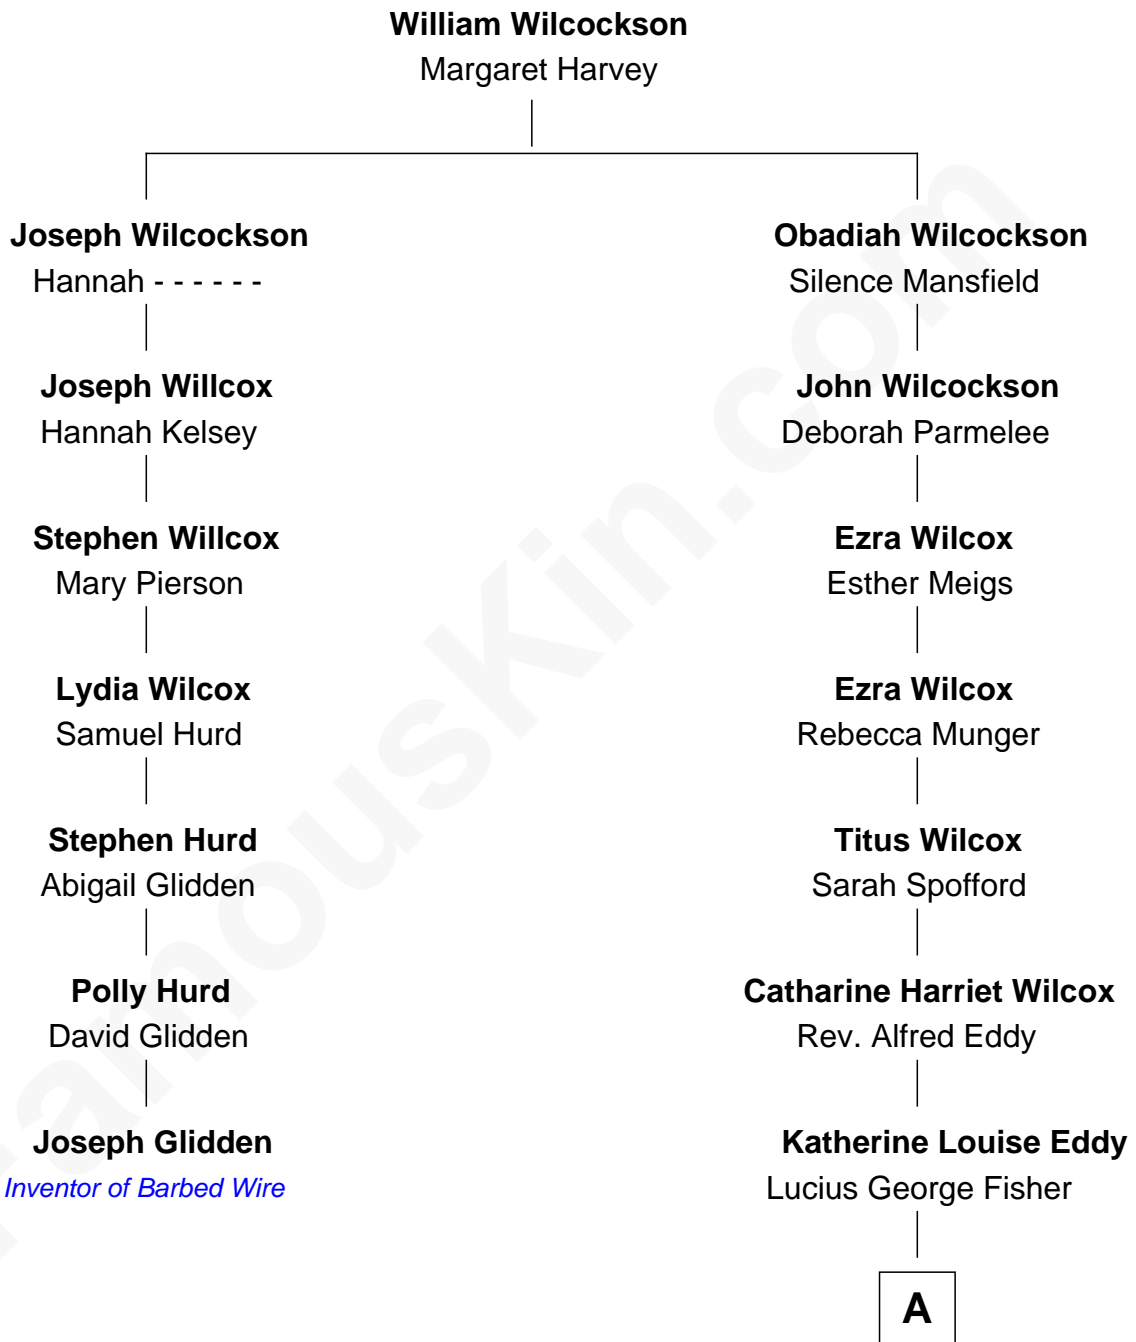 William Wilcockson
Margaret Harvey
Joseph Wilcockson
Hannah - - - - - -
Joseph Willcox
Hannah Kelsey
Stephen Willcox
Mary Pierson
Lydia Wilcox
Samuel Hurd
Stephen Hurd
Abigail Glidden
Polly Hurd
David Glidden
Joseph Glidden
Inventor of Barbed Wire
Obadiah Wilcockson
Silence Mansfield
John Wilcockson
Deborah Parmelee
Ezra Wilcox
Esther Meigs
Ezra Wilcox
Rebecca Munger
Titus Wilcox
Sarah Spofford
Catharine Harriet Wilcox
Rev. Alfred Eddy
Katherine Louise Eddy
Lucius George Fisher
A
FamousKin.com